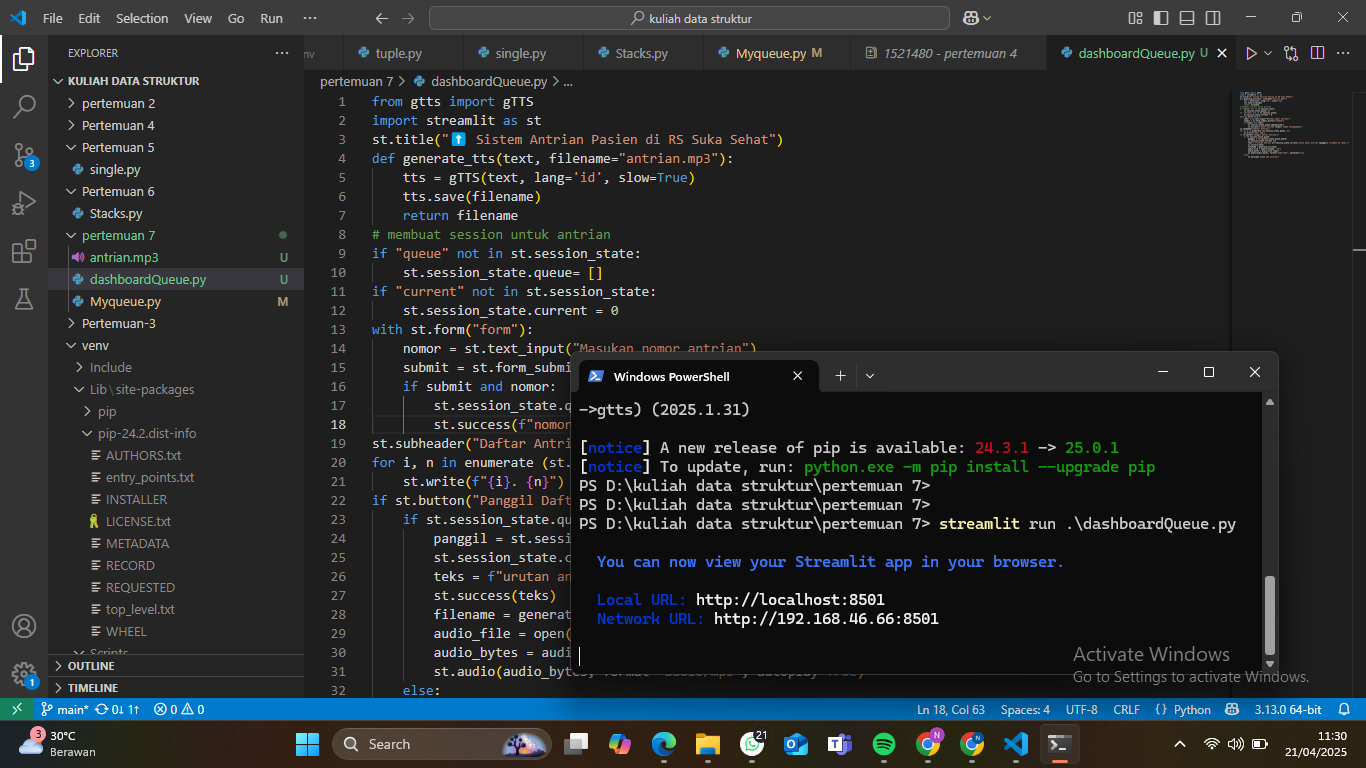 File Edit Selection View Go Run ··· kuliah data struktur
EXPLORER
KULIAH DATA STRUKTUR
pertemuan 2
Pertemuan 4
Pertemuan 5
single.py
Pertemuan 6
Stacks.py
pertemuan 7
antrian.mp3 U
dashboardQueue.py U
Myqueue.py M
Pertemuan-3
venv
Include
Lib \ site-packages
pip
pip-24.2.dist-info
AUTHORS.txt
entry_points.txt
INSTALLER
LICENSE.txt
METADATA
RECORD
REQUESTED
top_level.txt
WHEEL
Scripts
OUTLINE
TIMELINE
nv tuple.py single.py Stacks.py Myqueue.py M 1521480 - pertemuan 4 dashboardQueue.py U
pertemuan 7 > dashboardQueue.py > ...
1 from gtts import gTTS
2 import streamlit as st
3 st.title("⬆️ Sistem Antrian Pasien di RS Suka Sehat")
4 def generate_tts(text, filename="antrian.mp3"):
5 tts = gTTS(text, lang='id', slow=True)
6 tts.save(filename)
7 return filename
8 # membuat session untuk antrian
9 if "queue" not in st.session_state:
10 st.session_state.queue= []
11 if "current" not in st.session_state:
12 st.session_state.current = 0
13 with st.form("form"):
14 nomor = st.text_input("Masukan nomor antrian")
15 submit = st.form_submi
16 if submit and nomor:
17 st.session_state.q
18 st.success(f"nomor
19 st.subheader("Daftar Antri
20 for i, n in enumerate (st.
21 st.write(f"{i}. {n}")
22 if st.button("Panggil Daft
23 if st.session_state.qu
24 panggil = st.sessi
25 st.session_state.c
26 teks = f"urutan an
27 st.success(teks)
28 filename = generat
29 audio_file = open(
30 audio_bytes = audi
31 st.audio(audio_bytes, format="audio/mp3", autoplay=True)
32 else:
Windows PowerShell
->gtts) (2025.1.31)
[notice] A new release of pip is available: 24.3.1 -> 25.0.1
[notice] To update, run: python.exe -m pip install --upgrade pip
PS D:\kuliah data struktur\pertemuan 7>
PS D:\kuliah data struktur\pertemuan 7>
PS D:\kuliah data struktur\pertemuan 7> streamlit run .\dashboardQueue.py
You can now view your Streamlit app in your browser.
Local URL: http://localhost:8501
Network URL: http://192.168.46.66:8501
Activate Windows
Go to Settings to activate Windows.
3
1
main* 0↓ 1↑ 0 0 Ln 18, Col 63 Spaces: 4 UTF-8 CRLF {} Python 3.13.0 64-bit
3 30°C
Berawan
Search
21
N
11:30
21/04/2025